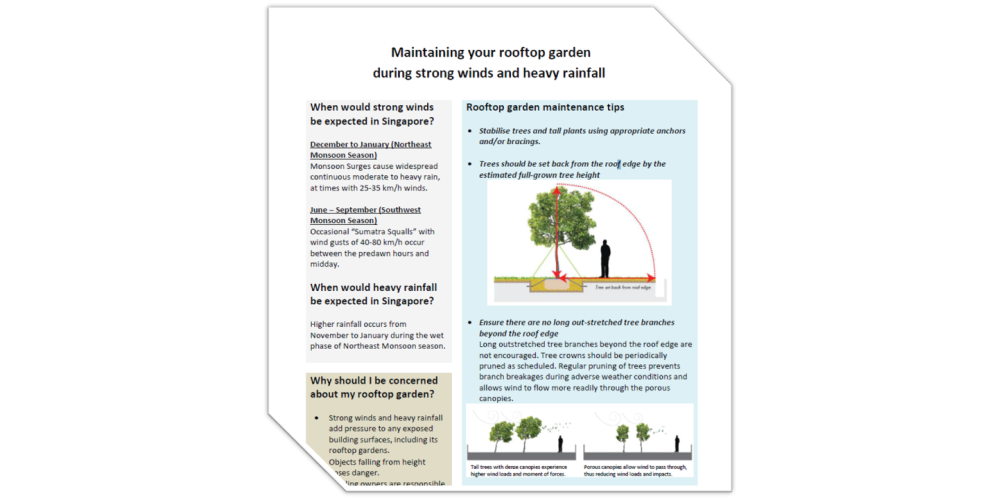 Maintaining your rooftop garden
during strong winds and heavy rainfall
When would strong winds
be expected in Singapore?
December to January (Northeast
Monsoon Season)
Monsoon Surges cause widespread
continuous moderate to heavy rain,
at times with 25-35 km/h winds.
June – September (Southwest
Monsoon Season)
Occasional “Sumatra Squalls” with
wind gusts of 40-80 km/h occur
between the predawn hours and
midday.
When would heavy rainfall
be expected in Singapore?
Higher rainfall occurs from
November to January during the wet
phase of Northeast Monsoon season.
Why should I be concerned
about my rooftop garden?
• Strong winds and heavy rainfall
add pressure to any exposed
building surfaces, including its
rooftop gardens.
Objects falling from height
danger.
owners are responsible
Rooftop garden maintenance tips
• Stabilise trees and tall plants using appropriate anchors
and/or bracings.
• Trees should be set back from the roof edge by the
estimated full-grown tree height
Tree set back from roof edge
• Ensure there are no long out-stretched tree branches
beyond the roof edge
Long outstretched tree branches beyond the roof edge are
not encouraged. Tree crowns should be periodically
pruned as scheduled. Regular pruning of trees prevents
branch breakages during adverse weather conditions and
allows wind to flow more readily through the porous
canopies.
Tall trees with dense canopies experience
higher wind loads and moment of forces.
Porous canopies allow wind to pass through,
thus reducing wind loads and impacts.